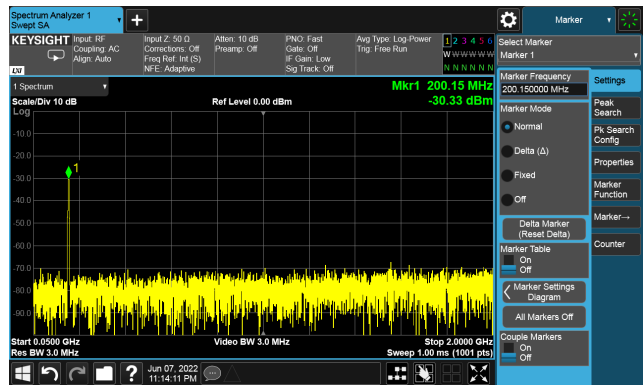 Spectrum Analyzer 1
Swept SA
Marker
KEYSIGHT
Input: RF
Coupling: AC
Align: Auto
Input Z: 50 Ω
Corrections: Off
Freq Ref: Int (S)
NFE: Adaptive
Atten: 10 dB
Preamp: Off
PNO: Fast
Gate: Off
IF Gain: Low
Sig Track: Off
Avg Type: Log-Power
Trig: Free Run
1 2 3 4 5 6
W W W W W W
N N N N N N
LXI
Select Marker
Marker 1
1 Spectrum
Mkr1 200.15 MHz
-30.33 dBm
Scale/Div 10 dB
Ref Level 0.00 dBm
Log
-10.0
-20.0
-30.0
-40.0
-50.0
-60.0
-70.0
-80.0
-90.0
1
Start 0.0500 GHz
Video BW 3.0 MHz
Stop 2.0000 GHz
Res BW 3.0 MHz
Sweep 1.00 ms (1001 pts)
Marker Frequency
200.150000 MHz
Marker Mode
Normal
Delta (Δ)
Fixed
Off
Delta Marker
(Reset Delta)
Marker Table
On
Off
Marker Settings
Diagram
All Markers Off
Couple Markers
On
Off
Settings
Peak
Search
Pk Search
Config
Properties
Marker
Function
Marker→
Counter
?
Jun 07, 2022
11:14:11 PM